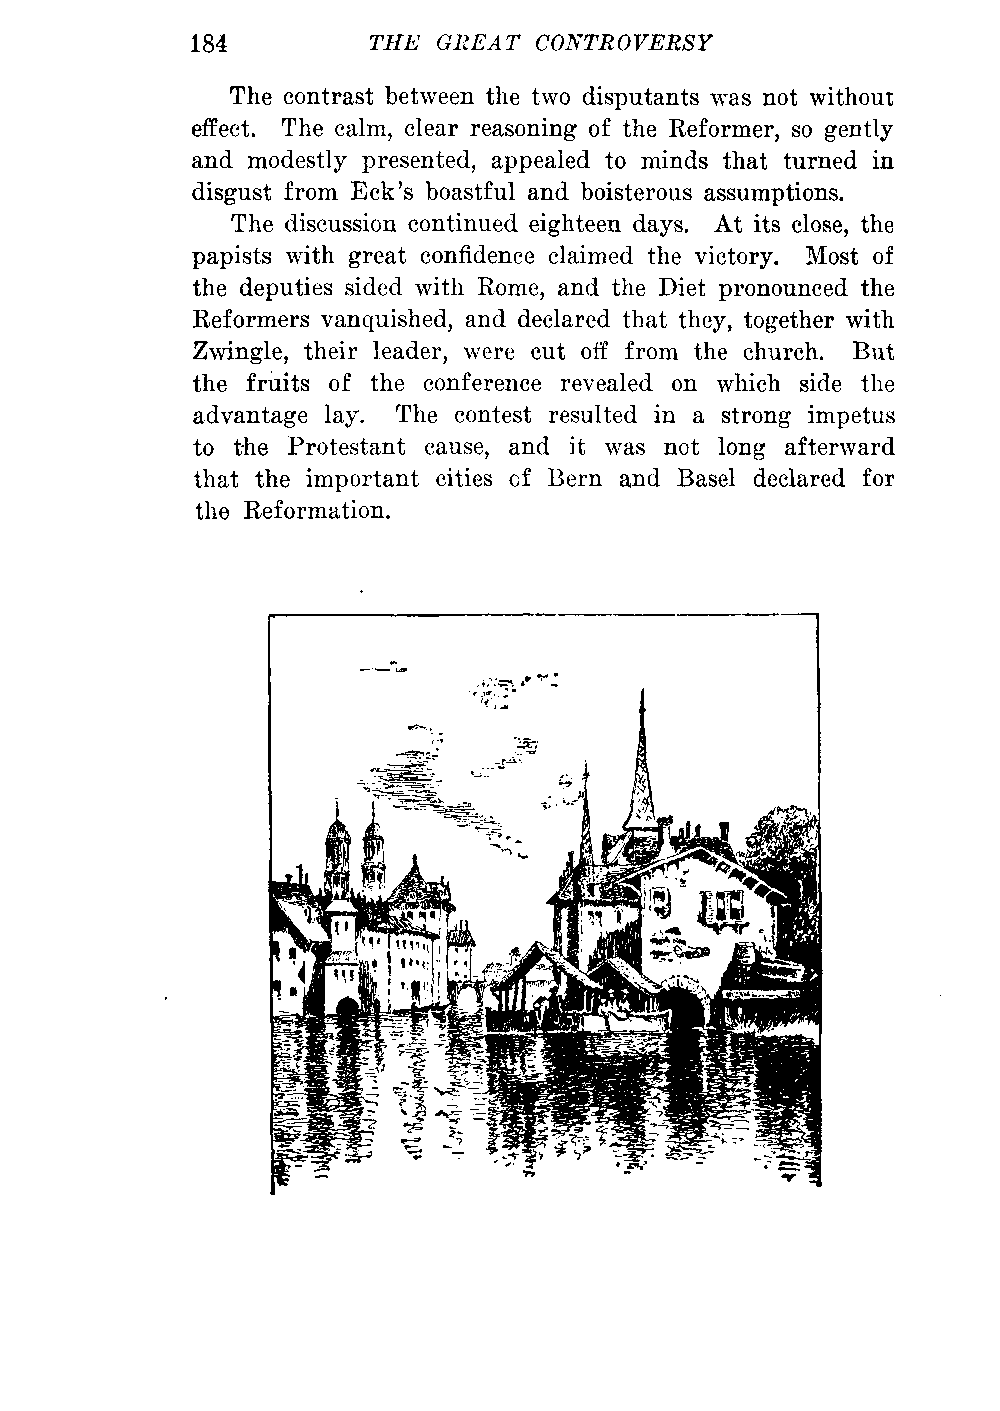 184 THE GREAT CONTROVERSY
The contrast between the two disputants was not without
effect. The calm, clear reasoning of the Reformer, so gently
and modestly presented, appealed to minds that turned in
disgust from Eck's boastful and boisterous assumptions.
The discussion continued eighteen days. At its close, the
papists with great confidence claimed the victory. Most of
the deputies sided with Rome, and the Diet pronounced the
Reformers vanquished, and declared that they, together with
Zwingle, their leader, were cut off from the church. But
the fruits of the conference revealed on which side the
advantage lay. The contest resulted in a strong impetus
to the Protestant cause, and it was not long afterward
that the important cities of Bern and Basel declared for
the Reformation.